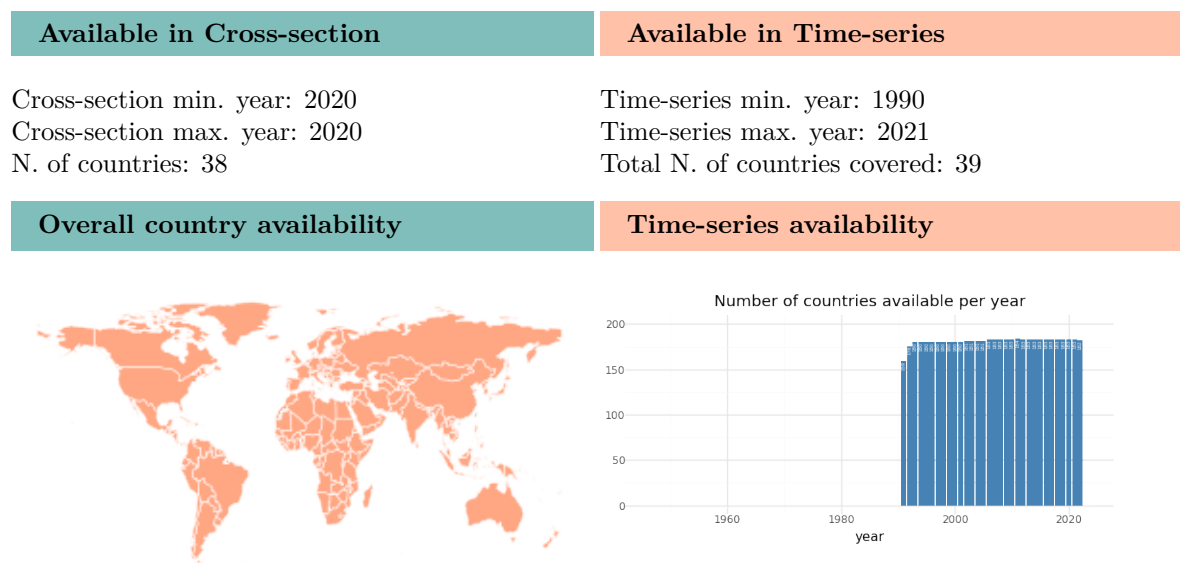 Available in Cross-section
Available in Time-series
Cross-section min. year: 2020
Cross-section max. year: 2020
N. of countries: 38
Time-series min. year: 1990
Time-series max. year: 2021
Total N. of countries covered: 39
Overall country availability
Time-series availability
Number of countries available per year
200
150
100
50
0
1960 1980 2000 2020
year